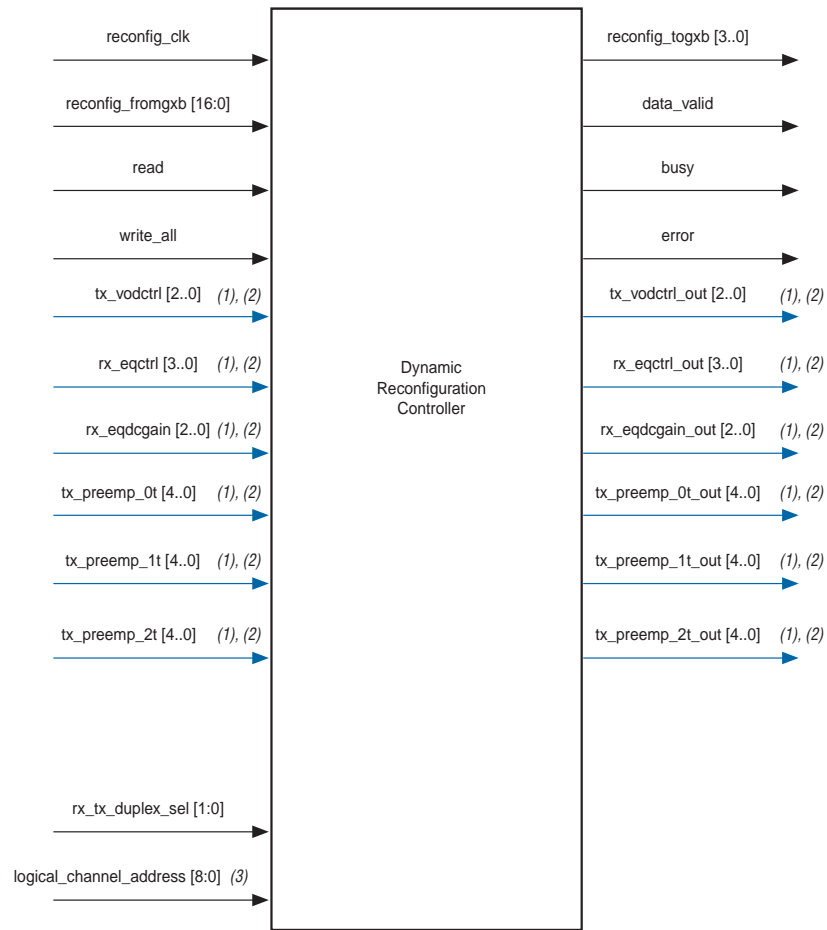 reconfig_clk
reconfig_fromgxb [16:0]
read
write_all
tx_vodctrl [2..0] (1), (2)
rx_eqctrl [3..0] (1), (2)
rx_eqdcgain [2..0] (1), (2)
tx_preemp_0t [4..0] (1), (2)
tx_preemp_1t [4..0] (1), (2)
tx_preemp_2t [4..0] (1), (2)
rx_tx_duplex_sel [1:0]
logical_channel_address [8:0] (3)
Dynamic
Reconfiguration
Controller
reconfig_togxb [3..0]
data_valid
busy
error
tx_vodctrl_out [2..0] (1), (2)
rx_eqctrl_out [3..0] (1), (2)
rx_eqdcgain_out [2..0] (1), (2)
tx_preemp_0t_out [4..0] (1), (2)
tx_preemp_1t_out [4..0] (1), (2)
tx_preemp_2t_out [4..0] (1), (2)